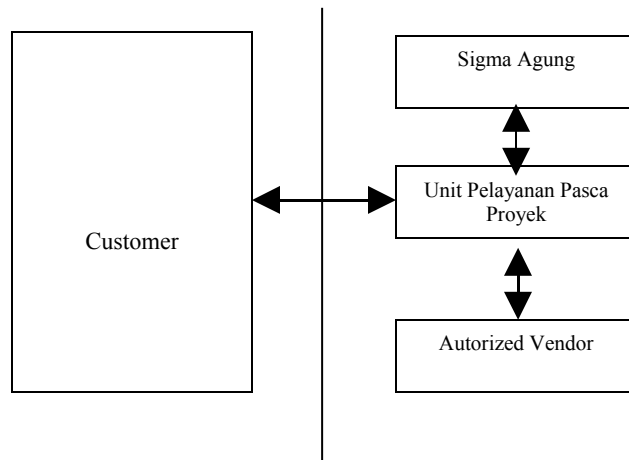 Customer
Sigma Agung
Unit Pelayanan Pasca
Proyek
Autorized Vendor